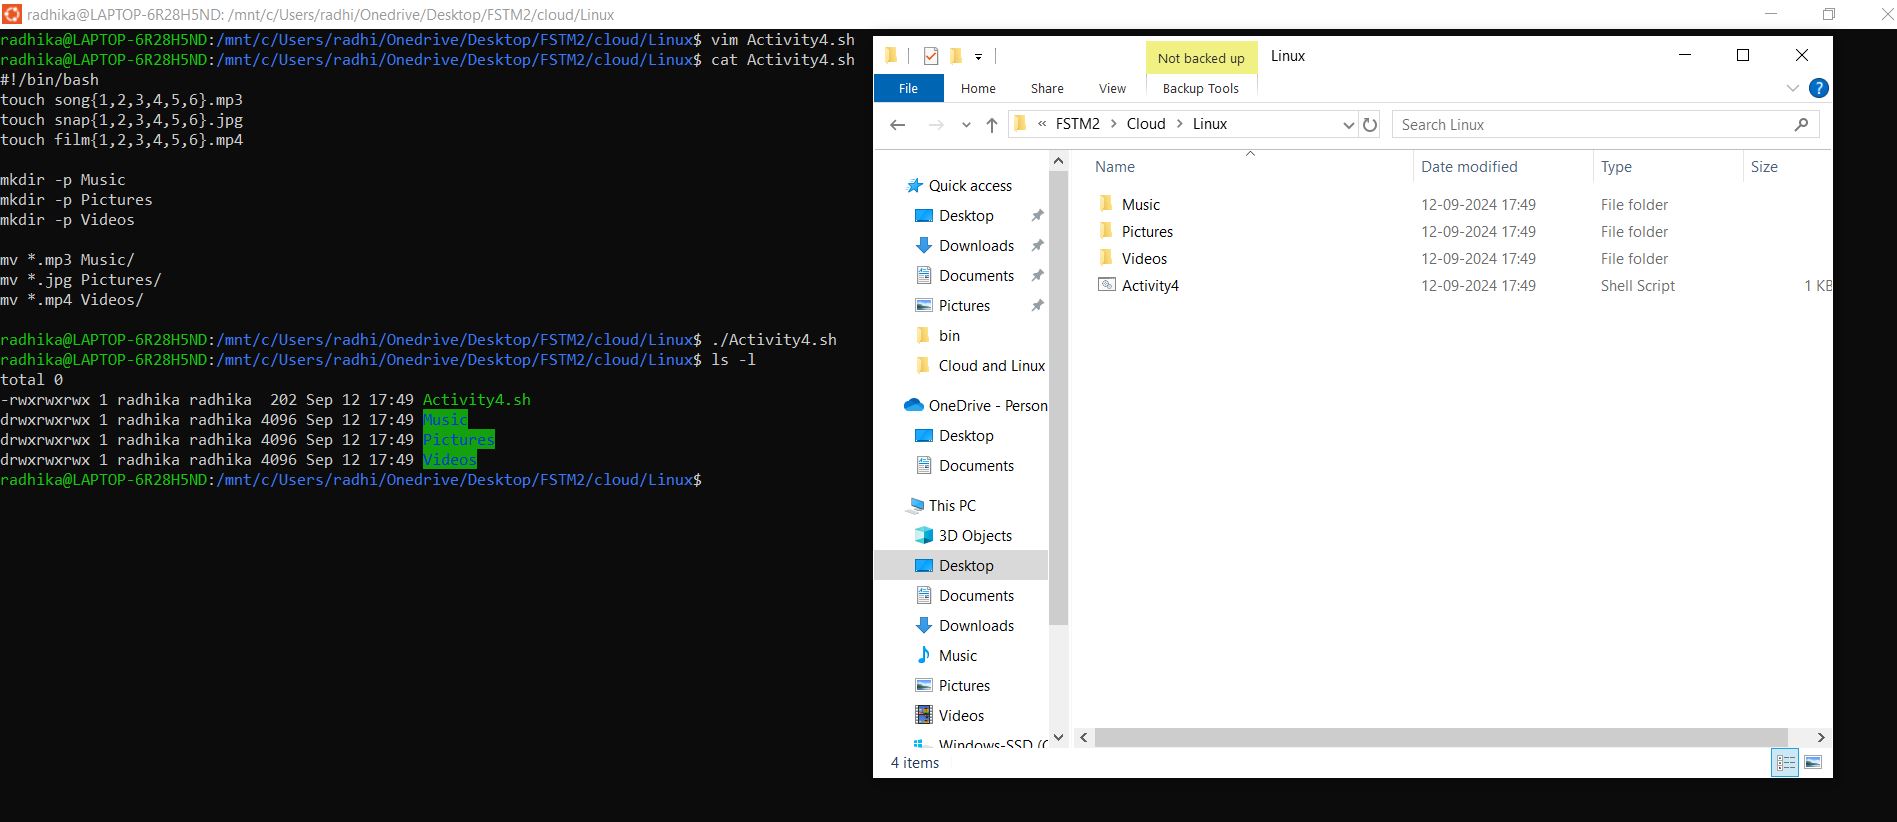 radhika@LAPTOP-6R28H5ND: /mnt/c/Users/radhi/Onedrive/Desktop/FSTM2/cloud/Linux
radhika@LAPTOP-6R28H5ND:/mnt/c/Users/radhi/Onedrive/Desktop/FSTM2/cloud/Linux$ vim Activity4.sh
radhika@LAPTOP-6R28H5ND:/mnt/c/Users/radhi/Onedrive/Desktop/FSTM2/cloud/Linux$ cat Activity4.sh
#!/bin/bash
touch song{1,2,3,4,5,6}.mp3
touch snap{1,2,3,4,5,6}.jpg
touch film{1,2,3,4,5,6}.mp4
mkdir -p Music
mkdir -p Pictures
mkdir -p Videos
mv *.mp3 Music/
mv *.jpg Pictures/
mv *.mp4 Videos/
radhika@LAPTOP-6R28H5ND:/mnt/c/Users/radhi/Onedrive/Desktop/FSTM2/cloud/Linux$ ./Activity4.sh
radhika@LAPTOP-6R28H5ND:/mnt/c/Users/radhi/Onedrive/Desktop/FSTM2/cloud/Linux$ ls -l
total 0
-rwxrwxrwx 1 radhika radhika  202 Sep 12 17:49 Activity4.sh
drwxrwxrwx 1 radhika radhika 4096 Sep 12 17:49 Music
drwxrwxrwx 1 radhika radhika 4096 Sep 12 17:49 Pictures
drwxrwxrwx 1 radhika radhika 4096 Sep 12 17:49 Videos
radhika@LAPTOP-6R28H5ND:/mnt/c/Users/radhi/Onedrive/Desktop/FSTM2/cloud/Linux$
Not backed up Linux
File Home Share View Backup Tools
« FSTM2 > Cloud > Linux Search Linux
Quick access
Desktop
Downloads
Documents
Pictures
bin
Cloud and Linux
OneDrive - Person
Desktop
Documents
This PC
3D Objects
Desktop
Documents
Downloads
Music
Pictures
Videos
Windows-SSD (C
Name Date modified Type Size
Music 12-09-2024 17:49 File folder
Pictures 12-09-2024 17:49 File folder
Videos 12-09-2024 17:49 File folder
Activity4 12-09-2024 17:49 Shell Script 1 KB
4 items